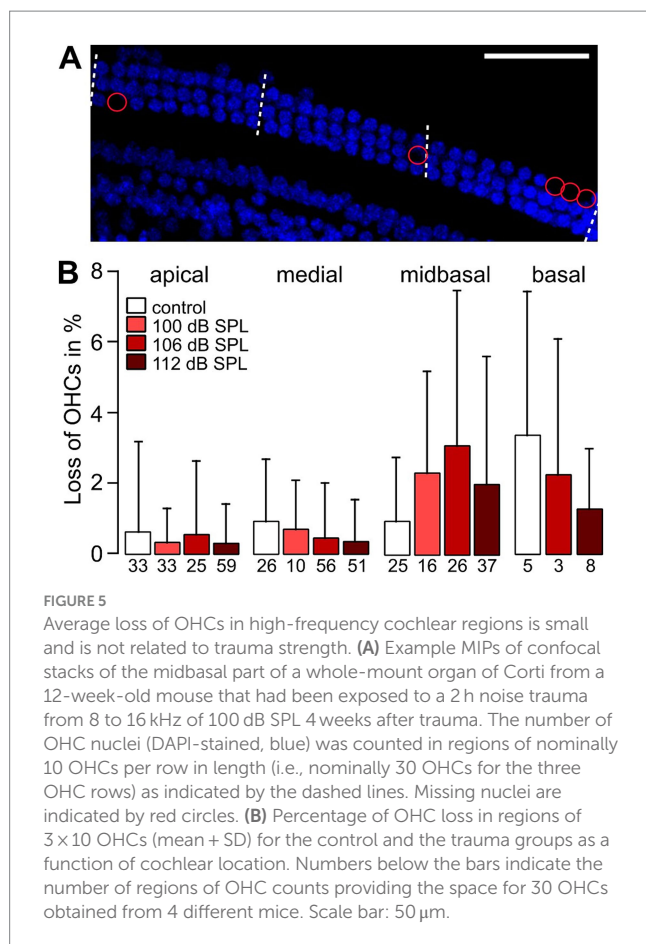 A
B
8
6
4
2
0
Loss of OHCs in %
apical medial midbasal basal
control
100 dB SPL
106 dB SPL
112 dB SPL
33 33 25 59 26 10 56 51 25 16 26 37 5 3 8
FIGURE 5
Average loss of OHCs in high-frequency cochlear regions is small
and is not related to trauma strength. (A) Example MIPs of confocal
stacks of the midbasal part of a whole-mount organ of Corti from a
12-week-old mouse that had been exposed to a 2 h noise trauma
from 8 to 16 kHz of 100 dB SPL 4 weeks after trauma. The number of
OHC nuclei (DAPI-stained, blue) was counted in regions of nominally
10 OHCs per row in length (i.e., nominally 30 OHCs for the three
OHC rows) as indicated by the dashed lines. Missing nuclei are
indicated by red circles. (B) Percentage of OHC loss in regions of
3 × 10 OHCs (mean + SD) for the control and the trauma groups as a
function of cochlear location. Numbers below the bars indicate the
number of regions of OHC counts providing the space for 30 OHCs
obtained from 4 different mice. Scale bar: 50 μm.